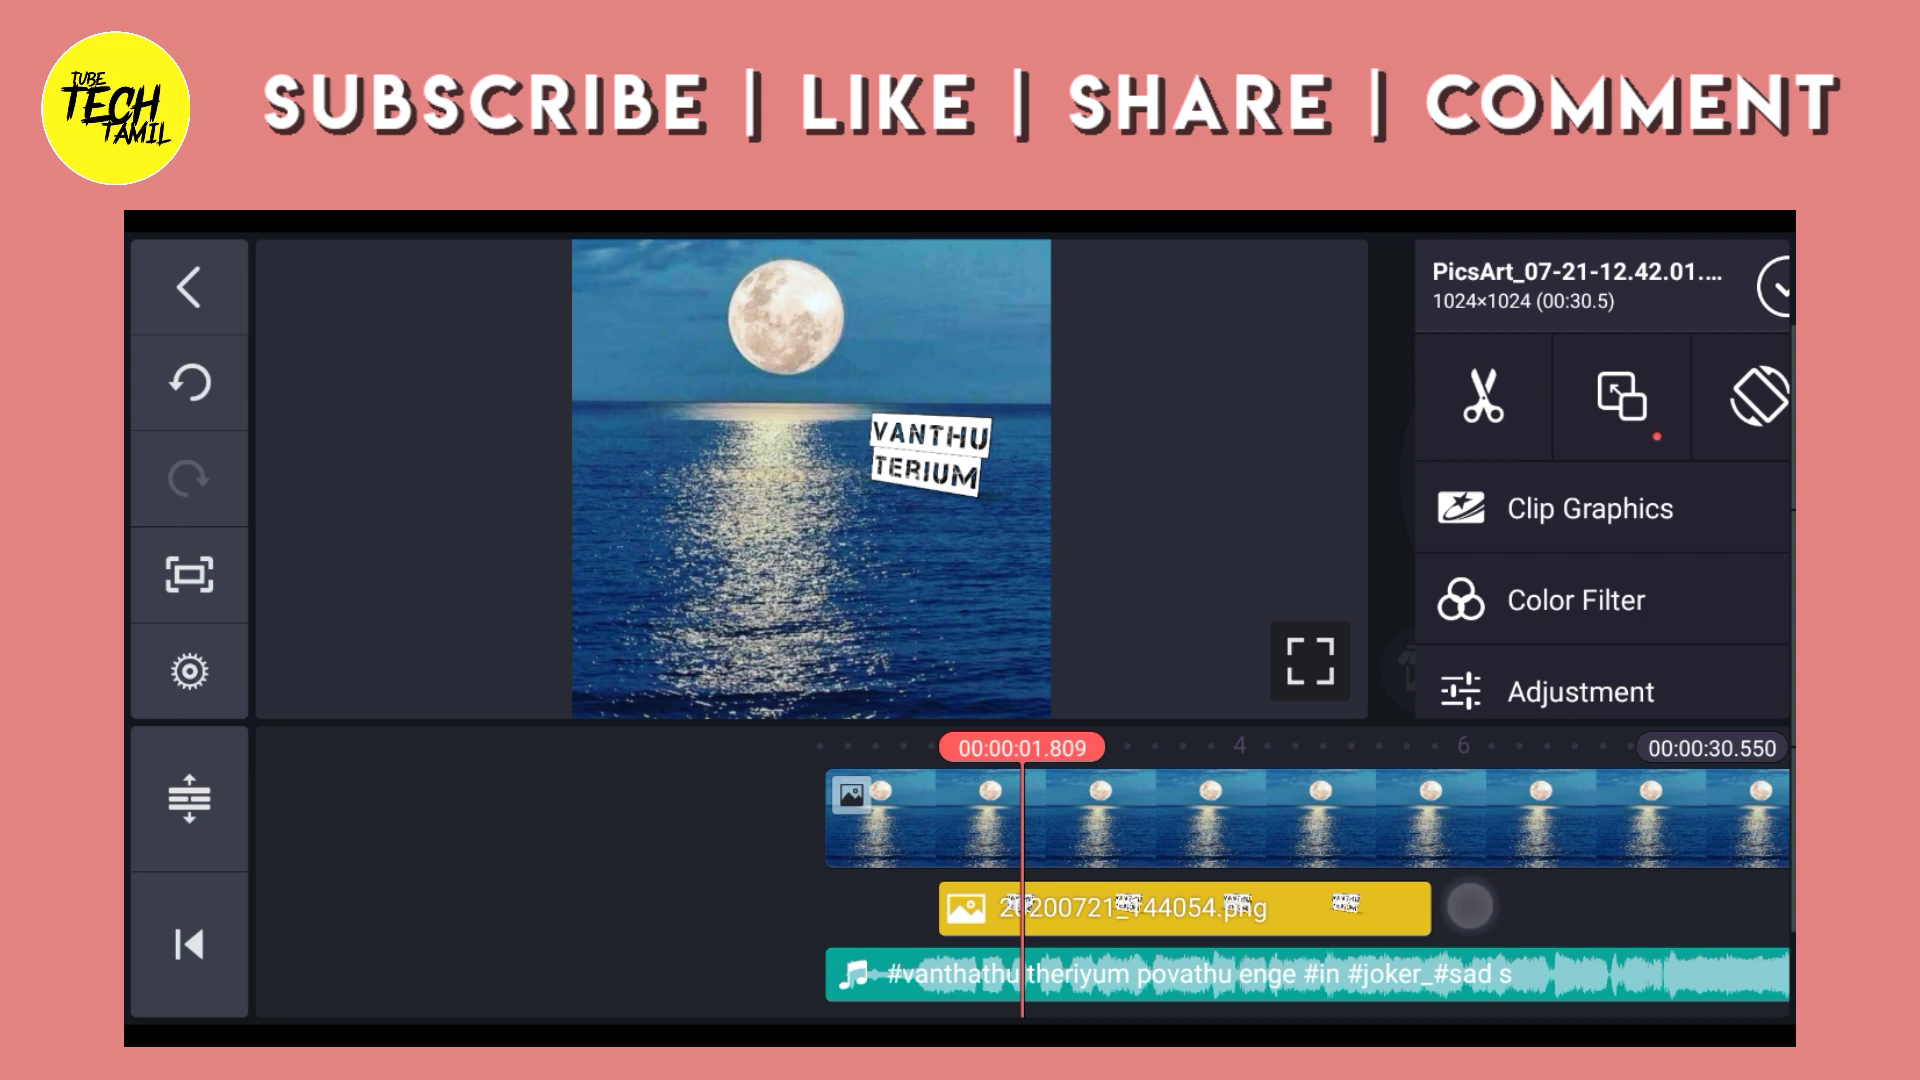 TUBE
TECH
TAMIL
SUBSCRIBE | LIKE | SHARE | COMMENT
PicsArt_07-21-12.42.01....
1024×1024 (00:30.5)
VANTHU
TERIUM
Clip Graphics
Color Filter
Adjustment
00:00:01.809
4
6
00:00:30.550
20200721_144054.png
#vanthathu theriyum povathu enge #in #joker_#sad s